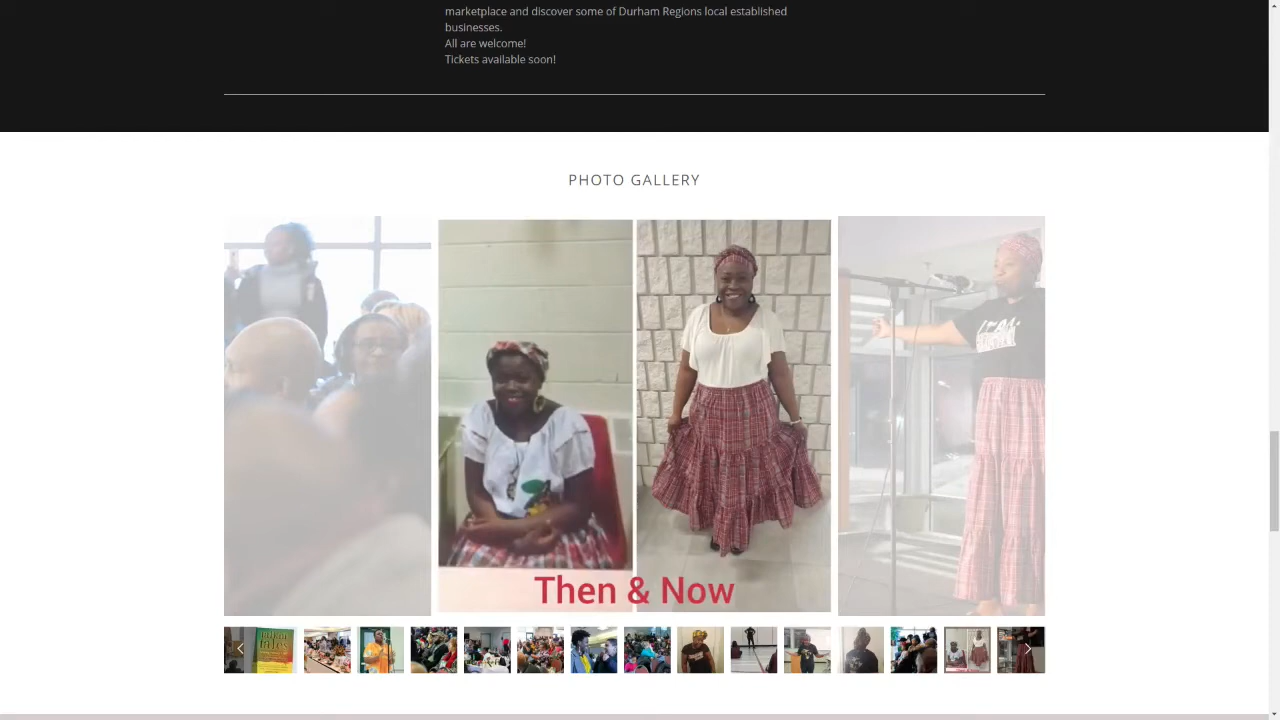 marketplace and discover some of Durham Regions local established
businesses.
All are welcome!
Tickets available soon!
PHOTO GALLERY
Then & Now